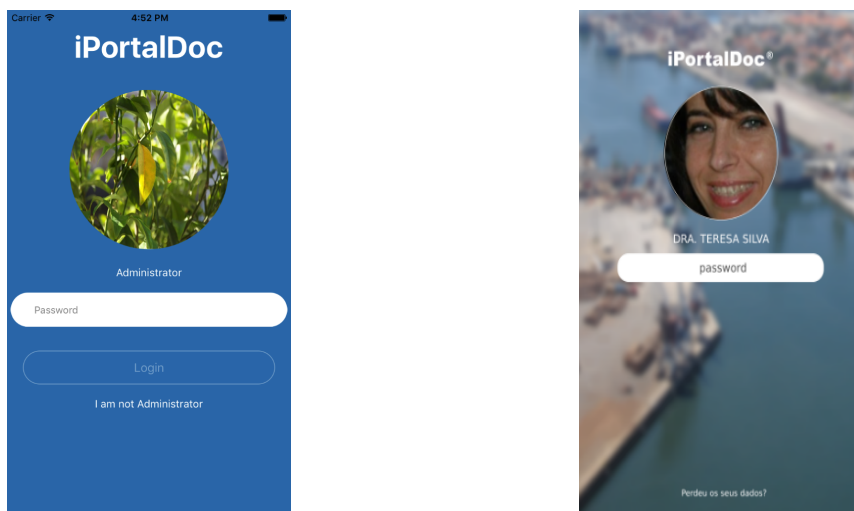 Carrier 4:52 PM
iPortalDoc
Administrator
Password
Login
I am not Administrator
iPortalDoc®
DRA. TERESA SILVA
password
Perdeu os seus dados?